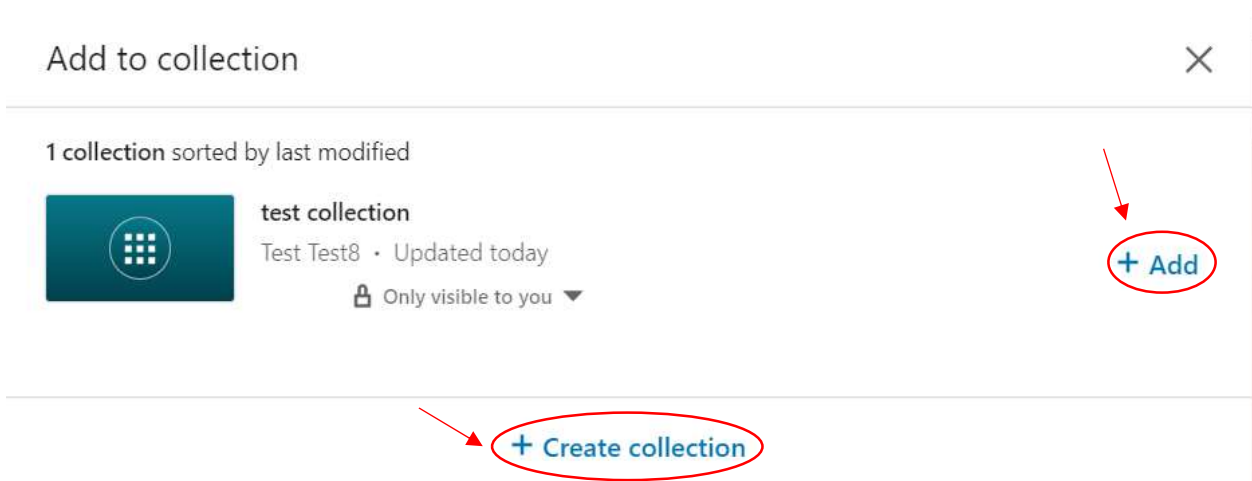 Add to collection
1 collection sorted by last modified
test collection
Test Test8 • Updated today
Only visible to you
+ Add
+ Create collection